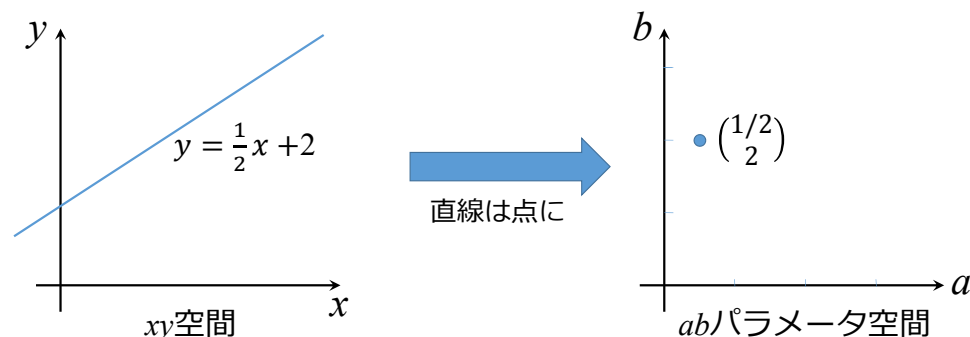 y
y = 1/2 x +2
x
xy空間
直線は点に
b
(1/2
2)
a
abパラメータ空間